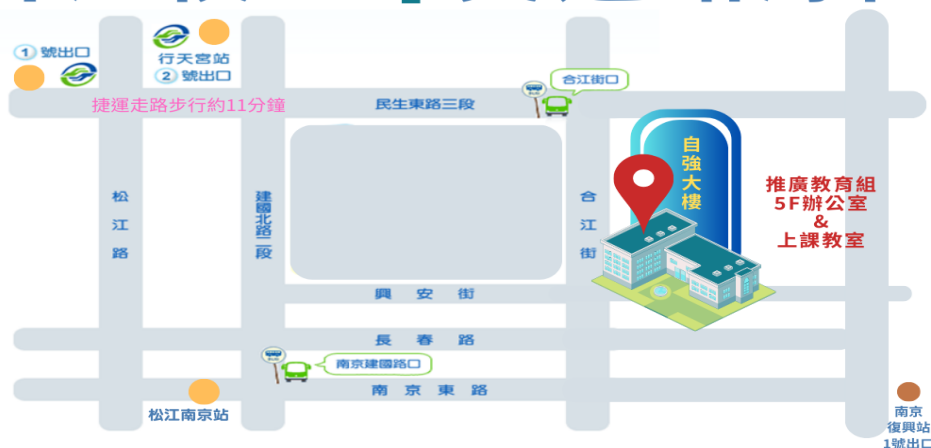 1 號出口
行天宮站
2 號出口
捷運走路步行約11分鐘
民生東路三段
合江街口
BUS
自強大樓
推廣教育組
5F辦公室
&
上課教室
松江路
建國北路二段
合江街
興安街
長春路
BUS
南京建國路口
南京東路
松江南京站
南京
復興站
1號出口